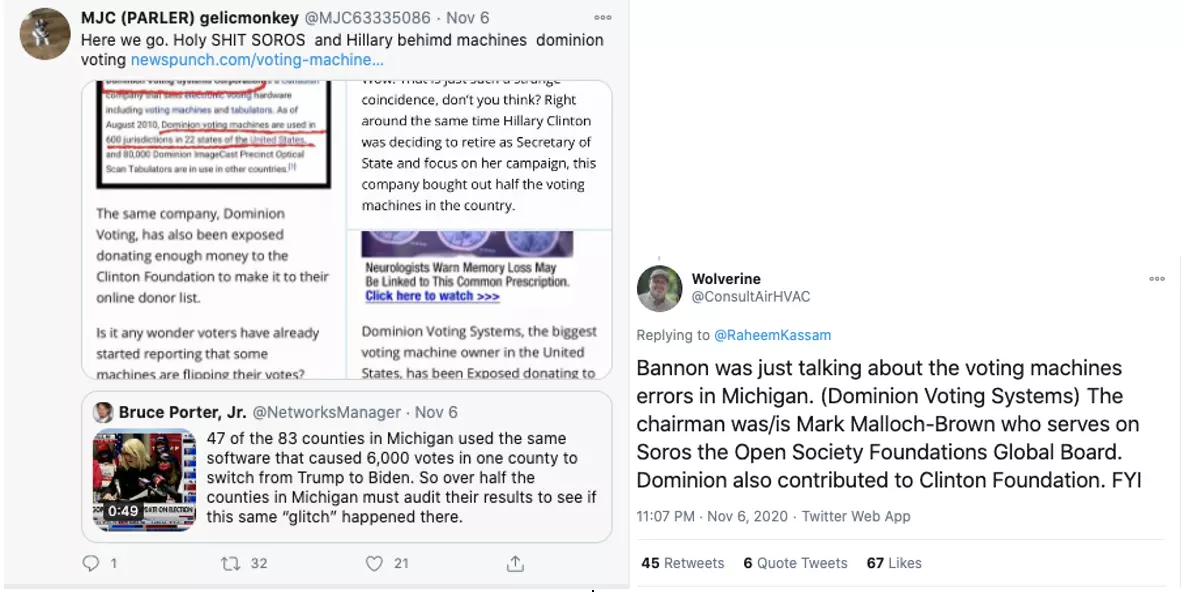 MJC (PARLER) gelicmonkey @MJC63335086 · Nov 6
Here we go. Holy SHIT SOROS and Hillary behimd machines dominion
voting newspunch.com/voting-machine...
Dominion Voting Systems Corporation is a Canadian
company that sells electronic voting hardware
including voting machines and tabulators. As of
August 2010, Dominion voting machines are used in
600 jurisdictions in 22 states of the United States,
and 80,000 Dominion ImageCast Precinct Optical
Scan Tabulators are in use in other countries.[1]
The same company, Dominion
Voting, has also been exposed
donating enough money to the
Clinton Foundation to make it to their
online donor list.
Is it any wonder voters have already
started reporting that some
machines are flipping their votes?
Wow. That is just such a strange
coincidence, don't you think? Right
around the same time Hillary Clinton
was deciding to retire as Secretary of
State and focus on her campaign, this
company bought out half the voting
machines in the country.
Neurologists Warn Memory Loss May
Be Linked to This Common Prescription.
Click here to watch >>>
Dominion Voting Systems, the biggest
voting machine owner in the United
States, has been Exposed donating to
Bruce Porter, Jr. @NetworksManager · Nov 6
47 of the 83 counties in Michigan used the same
software that caused 6,000 votes in one county to
switch from Trump to Biden. So over half the
counties in Michigan must audit their results to see if
this same “glitch” happened there.
0:49
DATE ON ELECTION
1 32 21
Wolverine
@ConsultAirHVAC
Replying to @RaheemKassam
Bannon was just talking about the voting machines
errors in Michigan. (Dominion Voting Systems) The
chairman was/is Mark Malloch-Brown who serves on
Soros the Open Society Foundations Global Board.
Dominion also contributed to Clinton Foundation. FYI
11:07 PM · Nov 6, 2020 · Twitter Web App
45 Retweets 6 Quote Tweets 67 Likes